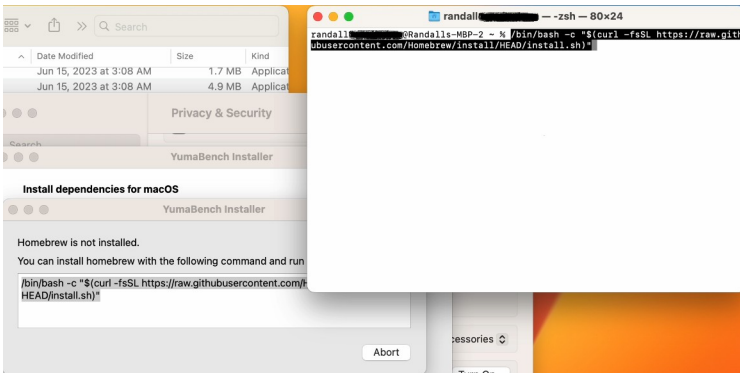 Search
Date Modified Size Kind
Jun 15, 2023 at 3:08 AM 1.7 MB Applicat
Jun 15, 2023 at 3:08 AM 4.9 MB Applicat
Privacy & Security
Search
YumaBench Installer
Install dependencies for macOS
YumaBench Installer
Homebrew is not installed.
You can install homebrew with the following command and run
/bin/bash -c "$(curl -fsSL https://raw.githubusercontent.com/H
HEAD/install.sh)"
Abort
randall — -zsh — 80×24
randall @Randalls-MBP-2 ~ % /bin/bash -c "$(curl -fsSL https://raw.gith
ubusercontent.com/Homebrew/install/HEAD/install.sh)"
cessories
Turn On